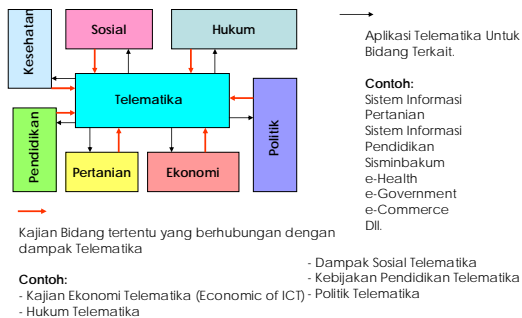 Kesehatan
Sosial
Hukum
Telematika
Pendidikan
Pertanian
Ekonomi
Politik
Aplikasi Telematika Untuk
Bidang Terkait.
Contoh:
Sistem Informasi
Pertanian
Sistem Informasi
Pendidikan
Sisminbakum
e-Health
e-Government
e-Commerce
Dll.
Kajian Bidang tertentu yang berhubungan dengan
dampak Telematika
Contoh:
- Kajian Ekonomi Telematika (Economic of ICT)
- Hukum Telematika
- Dampak Sosial Telematika
- Kebijakan Pendidikan Telematika
- Politik Telematika